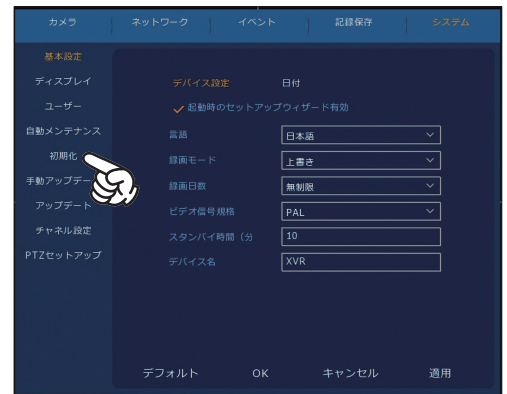 カメラ ネットワーク イベント 記録保存 システム
基本設定
ディスプレイ
ユーザー
自動メンテナンス
初期化
手動アップデー
アップデート
チャネル設定
PTZセットアップ
デバイス設定 日付
起動時のセットアップウィザード有効
言語 日本語
録画モード 上書き
録画日数 無制限
ビデオ信号規格 PAL
スタンバイ時間（分 10
デバイス名 XVR
デフォルト OK キャンセル 適用